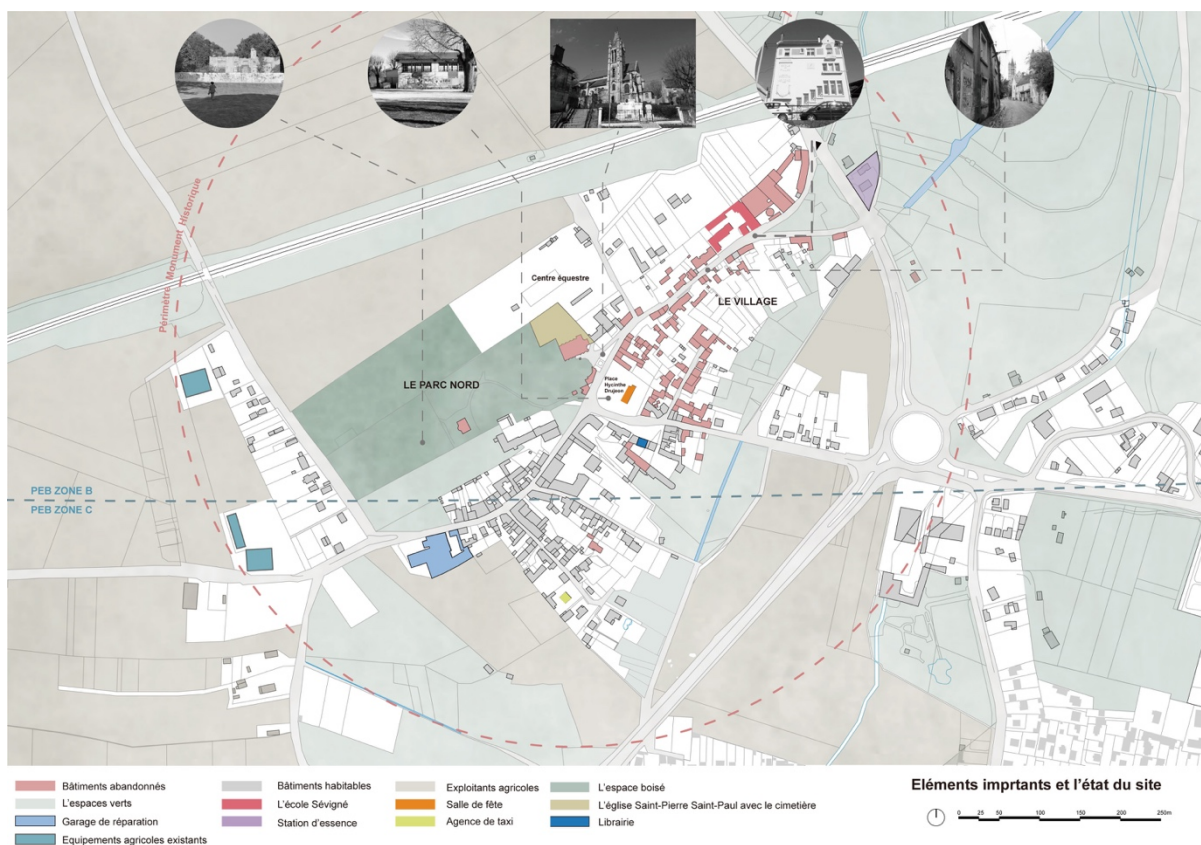 Périmètre Monument Historique
Centre équestre
LE VILLAGE
LE PARC NORD
Place
Hycinthe
Drujeon
PEB ZONE B
PEB ZONE C
Bâtiments abandonnés
Bâtiments habitables
Exploitants agricoles
L'espace boisé
L'espaces verts
L'école Sévigné
Salle de fête
L'église Saint-Pierre Saint-Paul avec le cimetière
Garage de réparation
Station d'essence
Agence de taxi
Librairie
Equipements agricoles existants
Eléments imprtants et l'état du site
0 25 50 100 150 250m